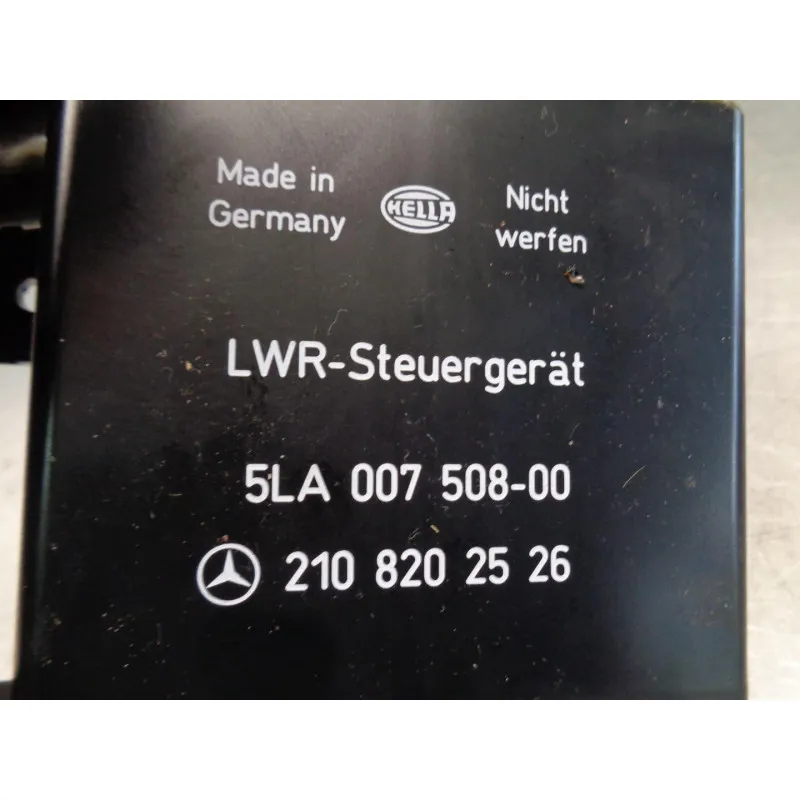 Made in
Germany
HELLA
Nicht
werfen
LWR-Steuergerät
5LA 007 508-00
210 820 25 26